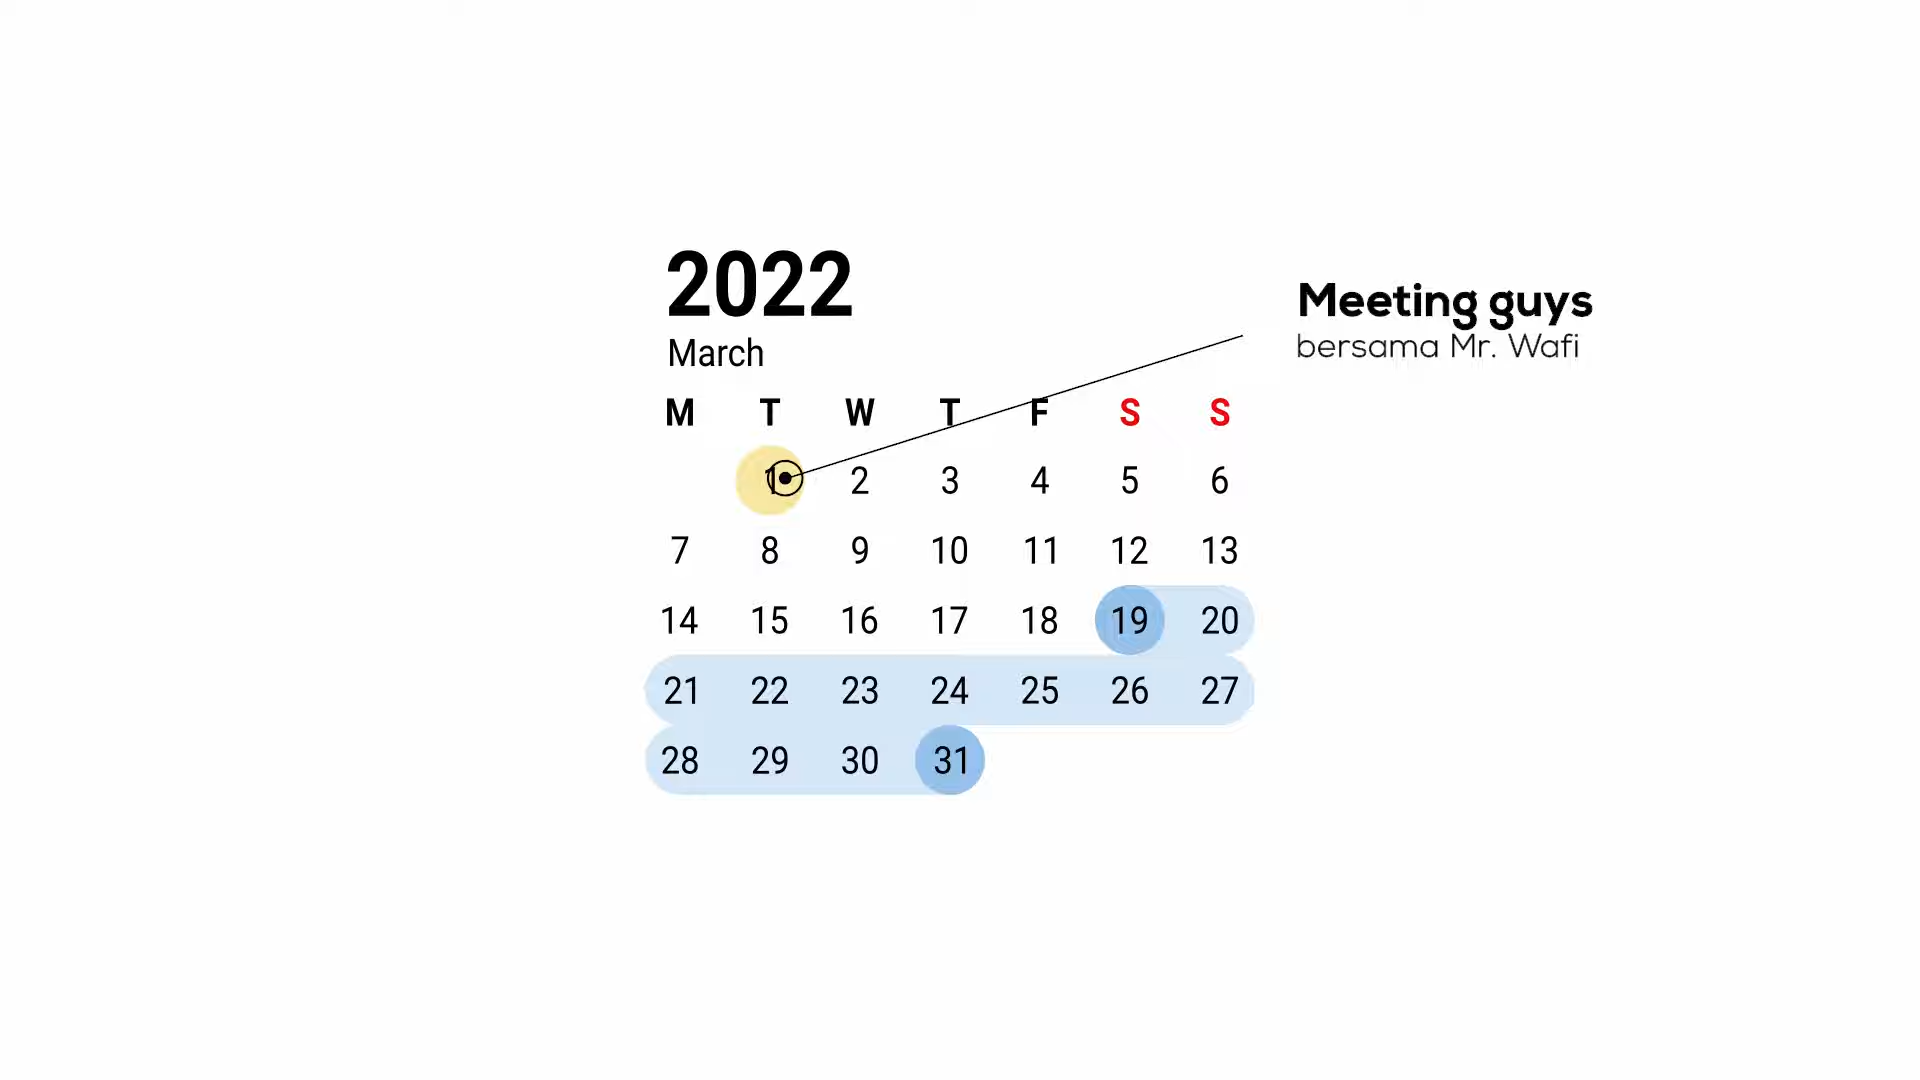 2022
March
Meeting guys
bersama Mr. Wafi
M T W T F S S
1 2 3 4 5 6
7 8 9 10 11 12 13
14 15 16 17 18 19 20
21 22 23 24 25 26 27
28 29 30 31